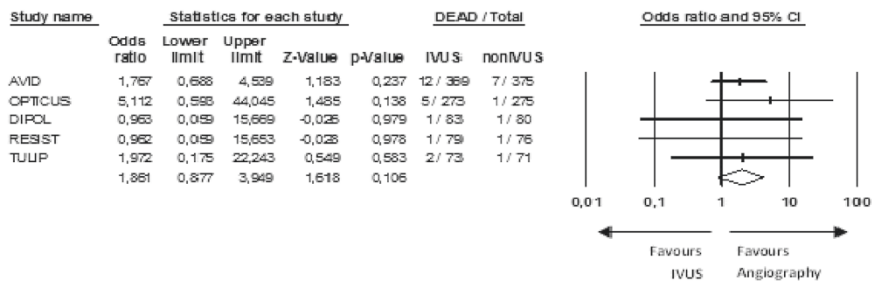 Study name Statistics for each study DEAD / Total Odds ratio and 95% CI
Odds Lower Upper
ratio limit limit Z-Value p-Value IVUS nonIVUS
AVID 1,767 0,688 4,539 1,183 0,237 12 / 369 7 / 375
OPTICUS 5,112 0,593 44,045 1,485 0,138 5 / 273 1 / 275
DIPOL 0,963 0,059 15,669 -0,026 0,979 1 / 83 1 / 80
RESIST 0,962 0,059 15,653 -0,028 0,978 1 / 79 1 / 76
TULIP 1,972 0,175 22,243 0,549 0,583 2 / 73 1 / 71
1,861 0,877 3,949 1,618 0,106
0,01 0,1 1 10 100
Favours Favours
IVUS Angiography